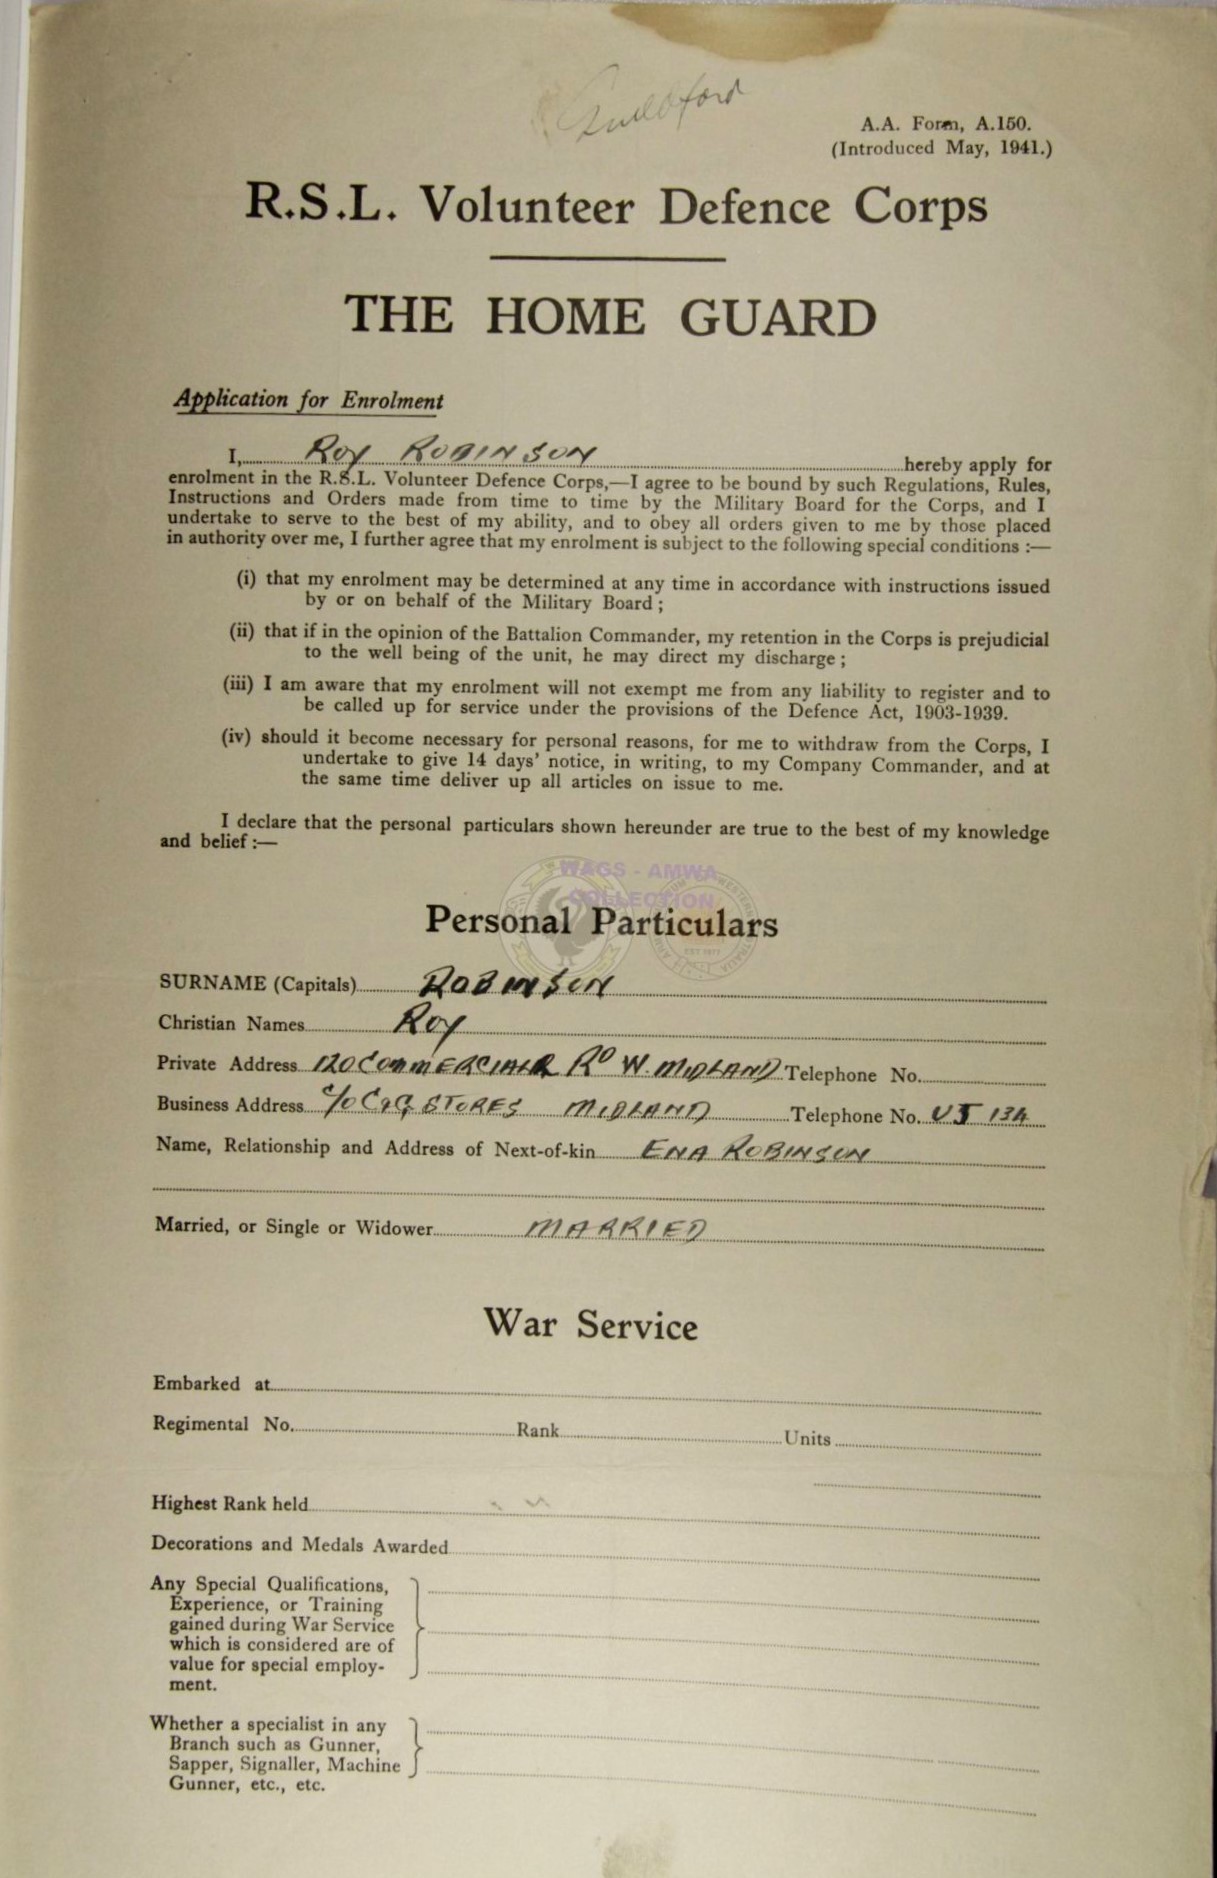 Guildford
A.A. Form, A.150.
(Introduced May, 1941.)
R.S.L. Volunteer Defence Corps
THE HOME GUARD
Application for Enrolment
I, ROY ROBINSON hereby apply for
enrolment in the R.S.L. Volunteer Defence Corps,—I agree to be bound by such Regulations, Rules,
Instructions and Orders made from time to time by the Military Board for the Corps, and I
undertake to serve to the best of my ability, and to obey all orders given to me by those placed
in authority over me, I further agree that my enrolment is subject to the following special conditions :—
(i) that my enrolment may be determined at any time in accordance with instructions issued
by or on behalf of the Military Board ;
(ii) that if in the opinion of the Battalion Commander, my retention in the Corps is prejudicial
to the well being of the unit, he may direct my discharge ;
(iii) I am aware that my enrolment will not exempt me from any liability to register and to
be called up for service under the provisions of the Defence Act, 1903-1939.
(iv) should it become necessary for personal reasons, for me to withdraw from the Corps, I
undertake to give 14 days' notice, in writing, to my Company Commander, and at
the same time deliver up all articles on issue to me.
I declare that the personal particulars shown hereunder are true to the best of my knowledge
and belief :—
WAGS - AMWA
COLLECTION
Personal Particulars
SURNAME (Capitals) ROBINSON
Christian Names ROY
Private Address 120 COMMERCIAL RD W. MIDLAND Telephone No.
Business Address C/O C&G STORES MIDLAND Telephone No. UJ 134
Name, Relationship and Address of Next-of-kin ENA ROBINSON
Married, or Single or Widower MARRIED
War Service
Embarked at
Regimental No. Rank Units
Highest Rank held
Decorations and Medals Awarded
Any Special Qualifications,
Experience, or Training
gained during War Service
which is considered are of
value for special employ-
ment.
Whether a specialist in any
Branch such as Gunner,
Sapper, Signaller, Machine
Gunner, etc., etc.